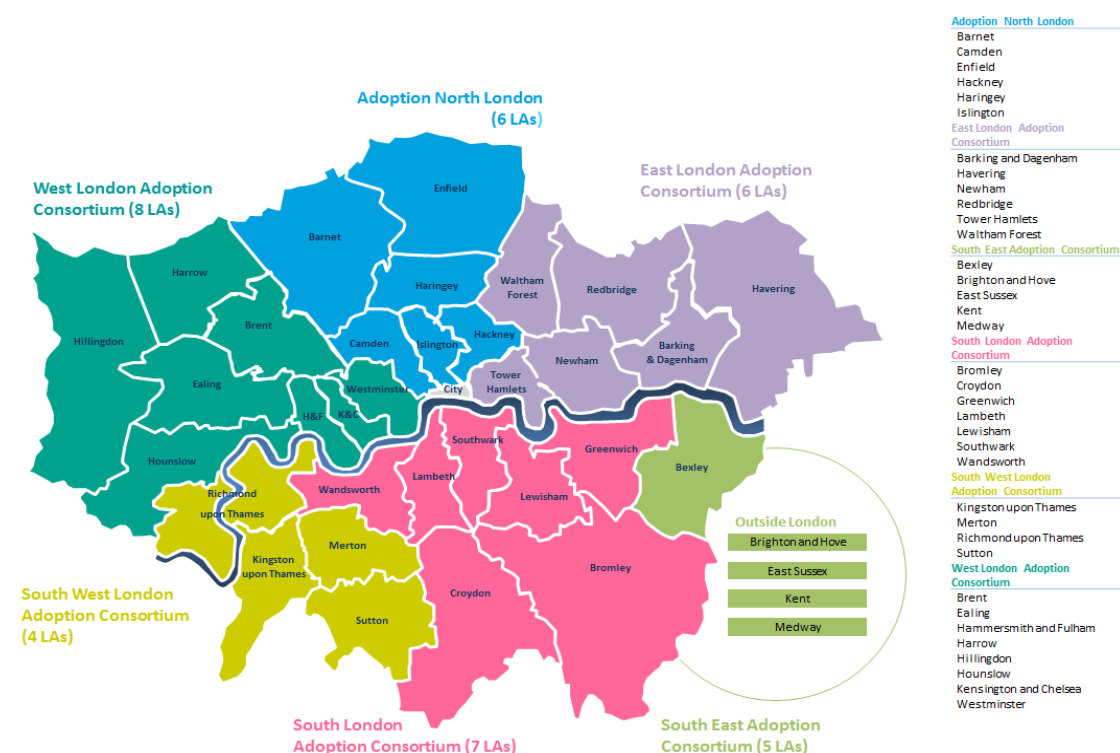 Adoption North London
(6 LAs)
West London Adoption
Consortium (8 LAs)
East London Adoption
Consortium (6 LAs)
Enfield
Barnet
Harrow
Haringey
Waltham
Forest
Redbridge
Havering
Brent
Hillingdon
Camden
Islington
Hackney
Barking
& Dagenham
Newham
Ealing
Westminster
City
Tower
Hamlets
H&F
K&C
Southwark
Greenwich
Hounslow
Bexley
Lambeth
Wandsworth
Lewisham
Richmond
upon Thames
Outside London
Brighton and Hove
East Sussex
Kent
Medway
Merton
Kingston
upon Thames
Bromley
Croydon
Sutton
South West London
Adoption Consortium
(4 LAs)
South London
Adoption Consortium (7 LAs)
South East Adoption
Consortium (5 LAs)
Adoption North London
Barnet
Camden
Enfield
Hackney
Haringey
Islington
East London Adoption
Consortium
Barking and Dagenham
Havering
Newham
Redbridge
Tower Hamlets
Waltham Forest
South East Adoption Consortium
Bexley
Brighton and Hove
East Sussex
Kent
Medway
South London Adoption
Consortium
Bromley
Croydon
Greenwich
Lambeth
Lewisham
Southwark
Wandsworth
South West London
Adoption Consortium
Kingston upon Thames
Merton
Richmond upon Thames
Sutton
West London Adoption
Consortium
Brent
Ealing
Hammersmith and Fulham
Harrow
Hillingdon
Hounslow
Kensington and Chelsea
Westminster